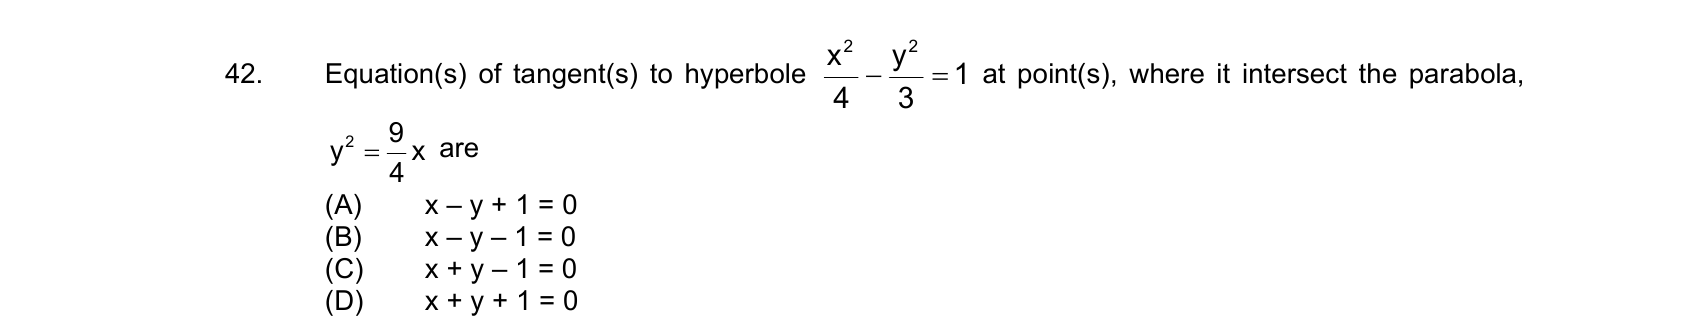 42. Equation(s) of tangent(s) to hyperbole x²/4 – y²/3 = 1 at point(s), where it intersect the parabola,
y² = 9/4 x are
(A) x – y + 1 = 0
(B) x – y – 1 = 0
(C) x + y – 1 = 0
(D) x + y + 1 = 0